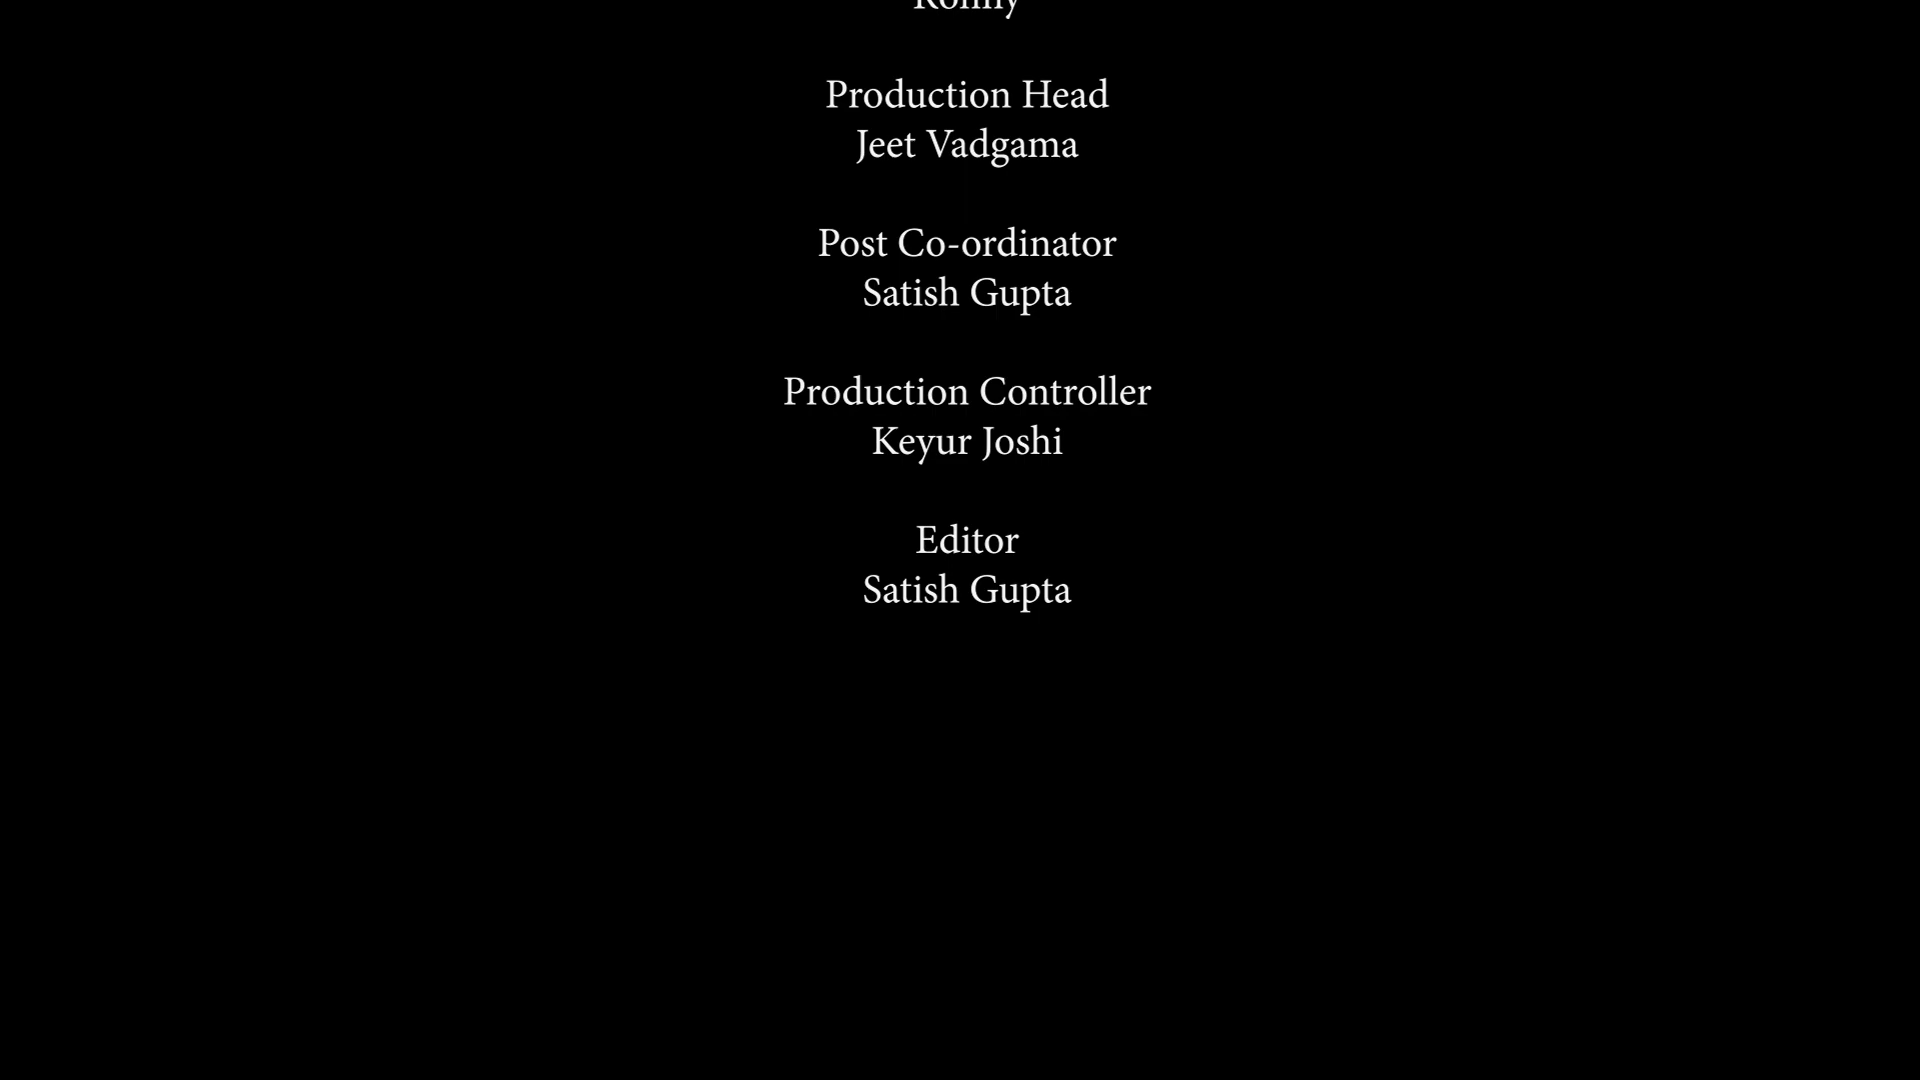 Production Head
Jeet Vadgama
Post Co-ordinator
Satish Gupta
Production Controller
Keyur Joshi
Editor
Satish Gupta